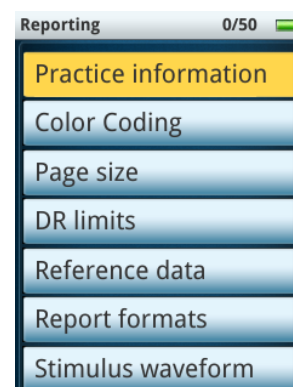 Reporting 0/50
Practice information
Color Coding
Page size
DR limits
Reference data
Report formats
Stimulus waveform